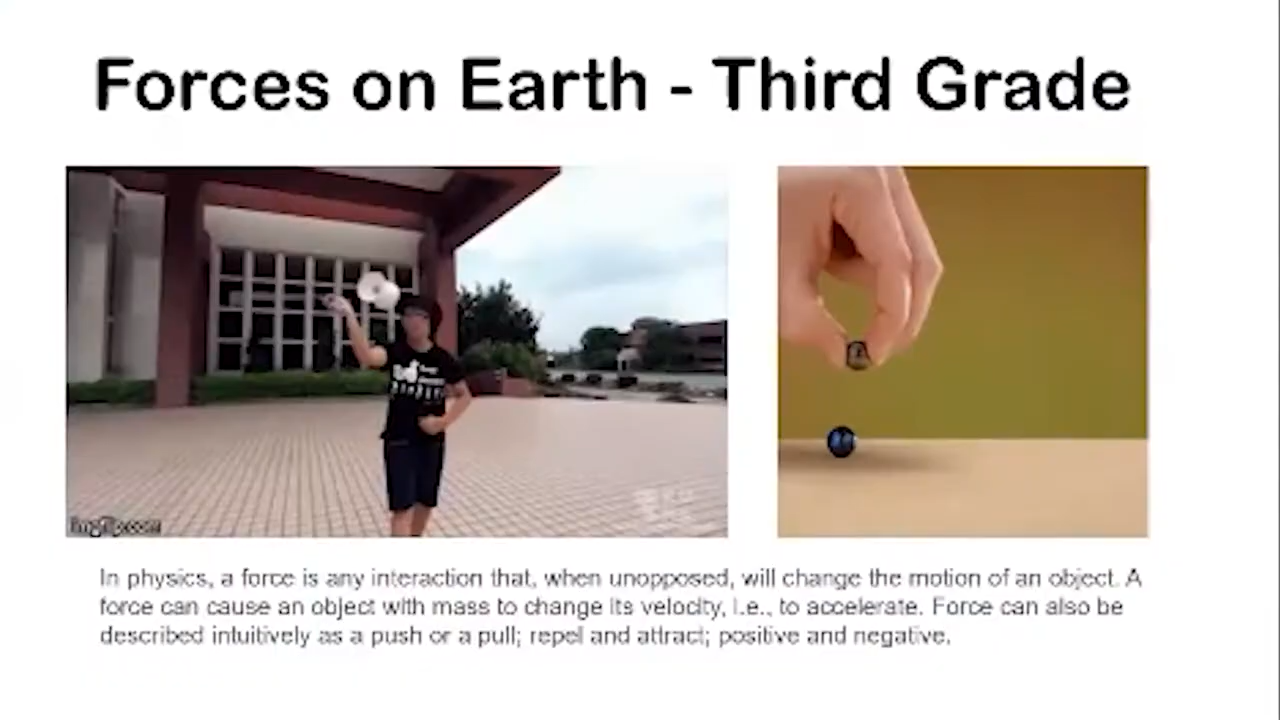 Forces on Earth - Third Grade
imgflip.com
In physics, a force is any interaction that, when unopposed, will change the motion of an object. A
force can cause an object with mass to change its velocity, i.e., to accelerate. Force can also be
described intuitively as a push or a pull; repel and attract; positive and negative.